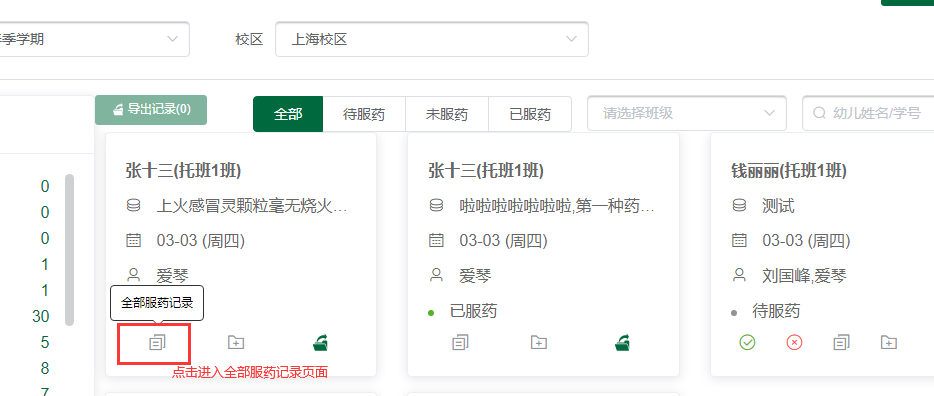 季学期
校区
上海校区
导出记录(0)
全部
待服药
未服药
已服药
请选择班级
幼儿姓名/学号
0
0
0
1
1
30
5
8
7
张十三(托班1班)
上火感冒灵颗粒毫无烧火...
03-03 (周四)
爱琴
全部服药记录
点击进入全部服药记录页面
张十三(托班1班)
啦啦啦啦啦啦啦,第一种药...
03-03 (周四)
爱琴
已服药
钱丽丽(托班1班)
测试
03-03 (周四)
刘国峰,爱琴
待服药